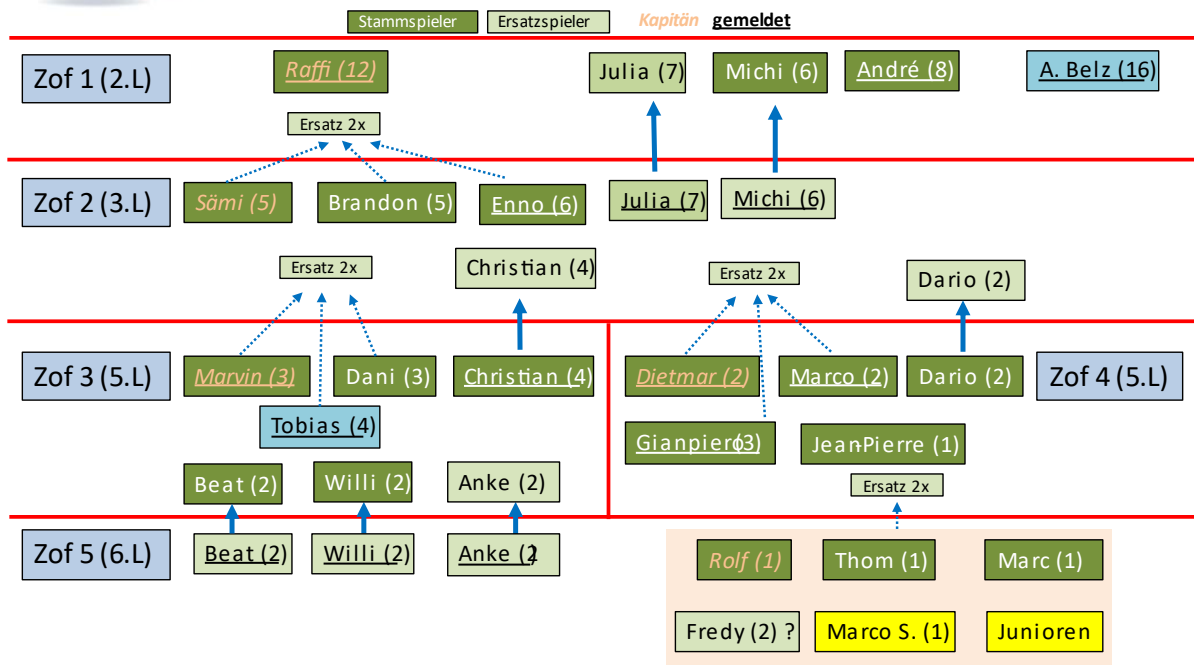 Stammspieler
Ersatzspieler
Kapitän
gemeldet
Zof 1 (2.L)
Raffi (12)
Julia (7)
Michi (6)
André (8)
A. Belz (16)
Ersatz 2x
Zof 2 (3.L)
Sämi (5)
Brandon (5)
Enno (6)
Julia (7)
Michi (6)
Ersatz 2x
Christian (4)
Ersatz 2x
Dario (2)
Marvin (3)
Dani (3)
Christian (4)
Zof 3 (5.L)
Tobias (4)
Dietmar (2)
Marco (2)
Dario (2)
Zof 4 (5.L)
Gianpiero (3)
Jean-Pierre (1)
Beat (2)
Willi (2)
Anke (2)
Ersatz 2x
Zof 5 (6.L)
Beat (2)
Willi (2)
Anke (2)
Rolf (1)
Thom (1)
Marc (1)
Fredy (2) ?
Marco S. (1)
Junioren